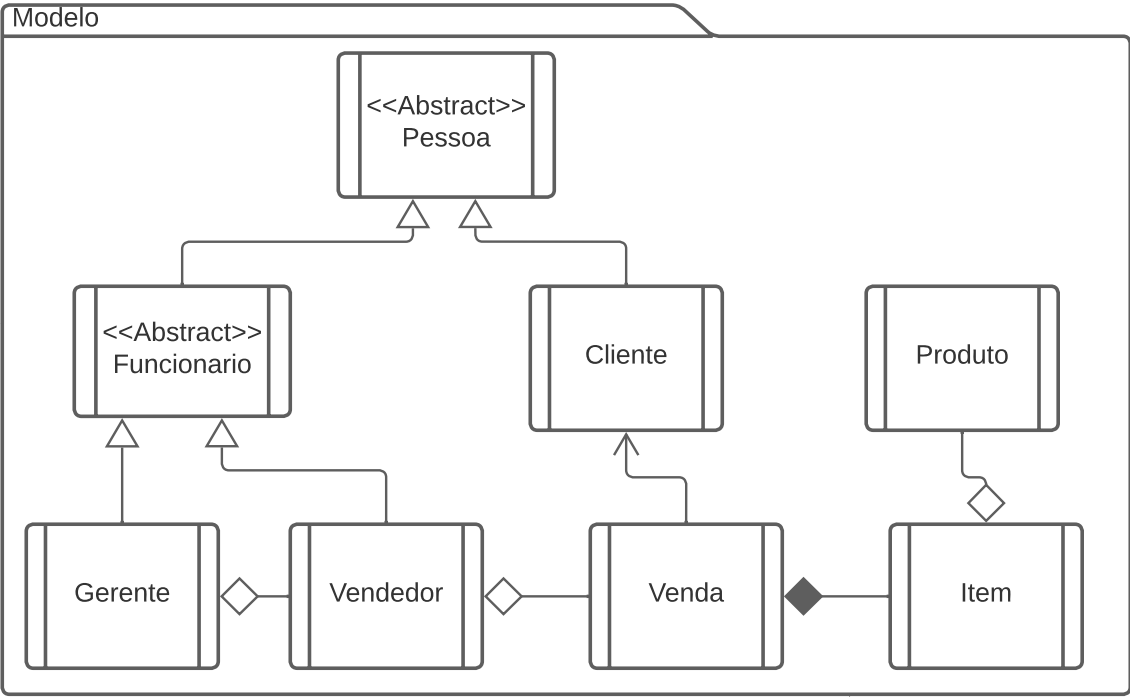 Modelo
<<Abstract>>
Pessoa
<<Abstract>>
Funcionario
Cliente
Produto
Gerente
Vendedor
Venda
Item